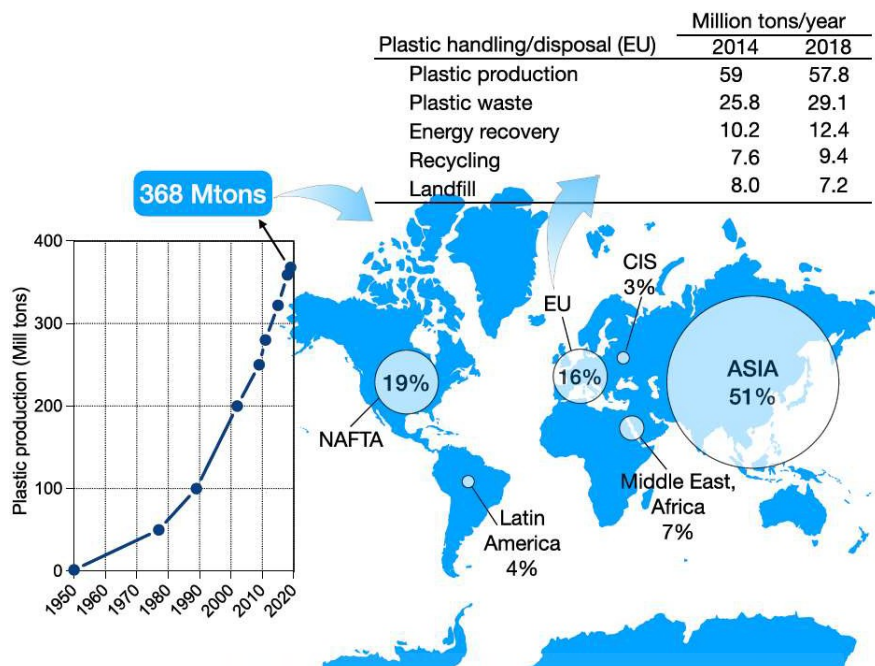 Million tons/year
Plastic handling/disposal (EU) 2014 2018
Plastic production 59 57.8
Plastic waste 25.8 29.1
Energy recovery 10.2 12.4
Recycling 7.6 9.4
Landfill 8.0 7.2
368 Mtons
Plastic production (Mill tons)
400
300
200
100
0
1950 1960 1970 1980 1990 2000 2010 2020
19%
NAFTA
EU
16%
CIS
3%
ASIA
51%
Latin
America
4%
Middle East,
Africa
7%